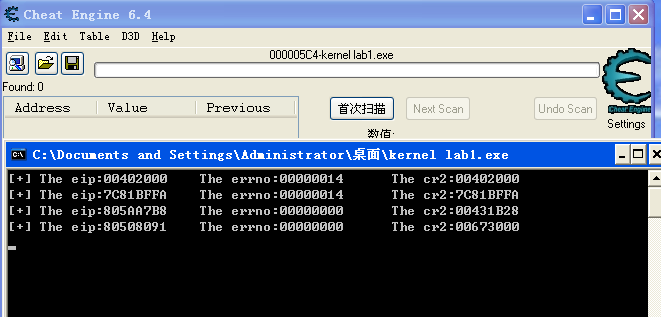 Cheat Engine 6.4
File Edit Table D3D Help
000005C4-kernel lab1.exe
Found: 0
Address Value Previous
首次扫描 Next Scan Undo Scan
Cheat Engine
Settings
数值:
C:\Documents and Settings\Administrator\桌面\kernel lab1.exe
[+] The eip:00402000 The errno:00000014 The cr2:00402000
[+] The eip:7C81BFFA The errno:00000014 The cr2:7C81BFFA
[+] The eip:805AA7B8 The errno:00000000 The cr2:00431B28
[+] The eip:80508091 The errno:00000000 The cr2:00673000